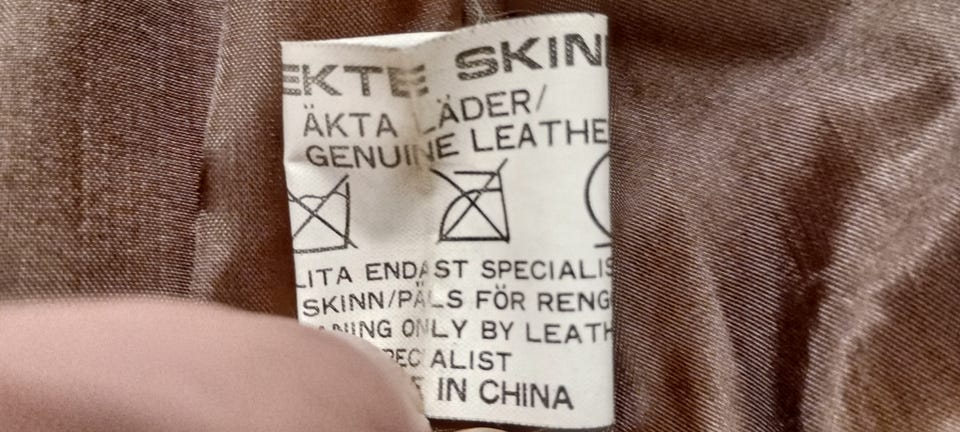 EKTE SKIN
ÄKTA LÄDER/
GENUINE LEATHE
LITA ENDAST SPECIALIS
SKINN/PÄLS FÖR RENG
ANING ONLY BY LEATH
SPECIALIST
IN CHINA